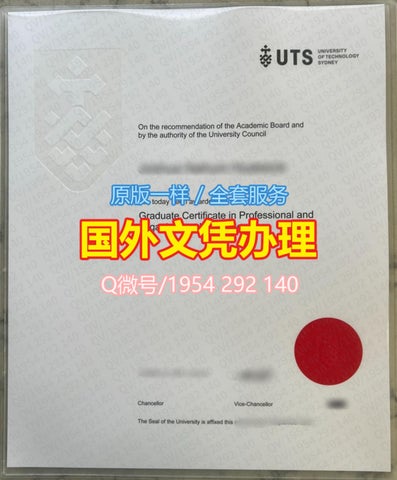 UTS
UNIVERSITY
OF TECHNOLOGY
SYDNEY
On the recommendation of the Academic Board and
by the authority of the University Council
原版一样／全套服务
today
Graduate Certificate in Professional and
国外文凭办理
Q微号/1954 292 140
Chancellor
Vice-Chancellor
The Seal of the University is affixed this